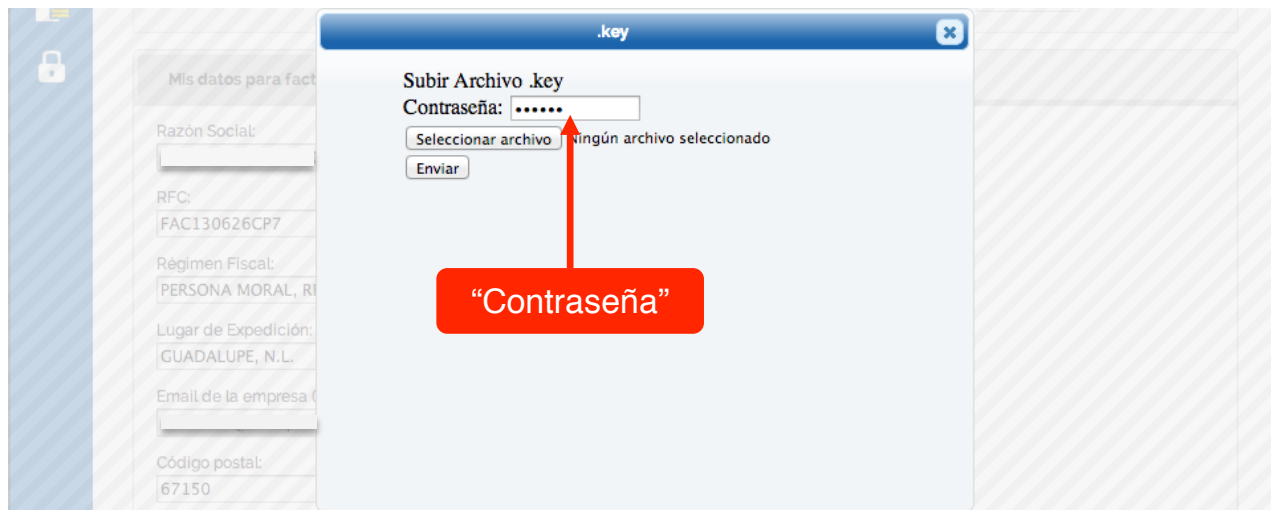 .key
Subir Archivo .key
Contraseña: ••••••
Seleccionar archivo Ningún archivo seleccionado
Enviar
“Contraseña”
Mis datos para fact
Razón Social:
RFC:
FAC130626CP7
Régimen Fiscal:
PERSONA MORAL, RE
Lugar de Expedición:
GUADALUPE, N.L.
Email de la empresa
Código postal:
67150